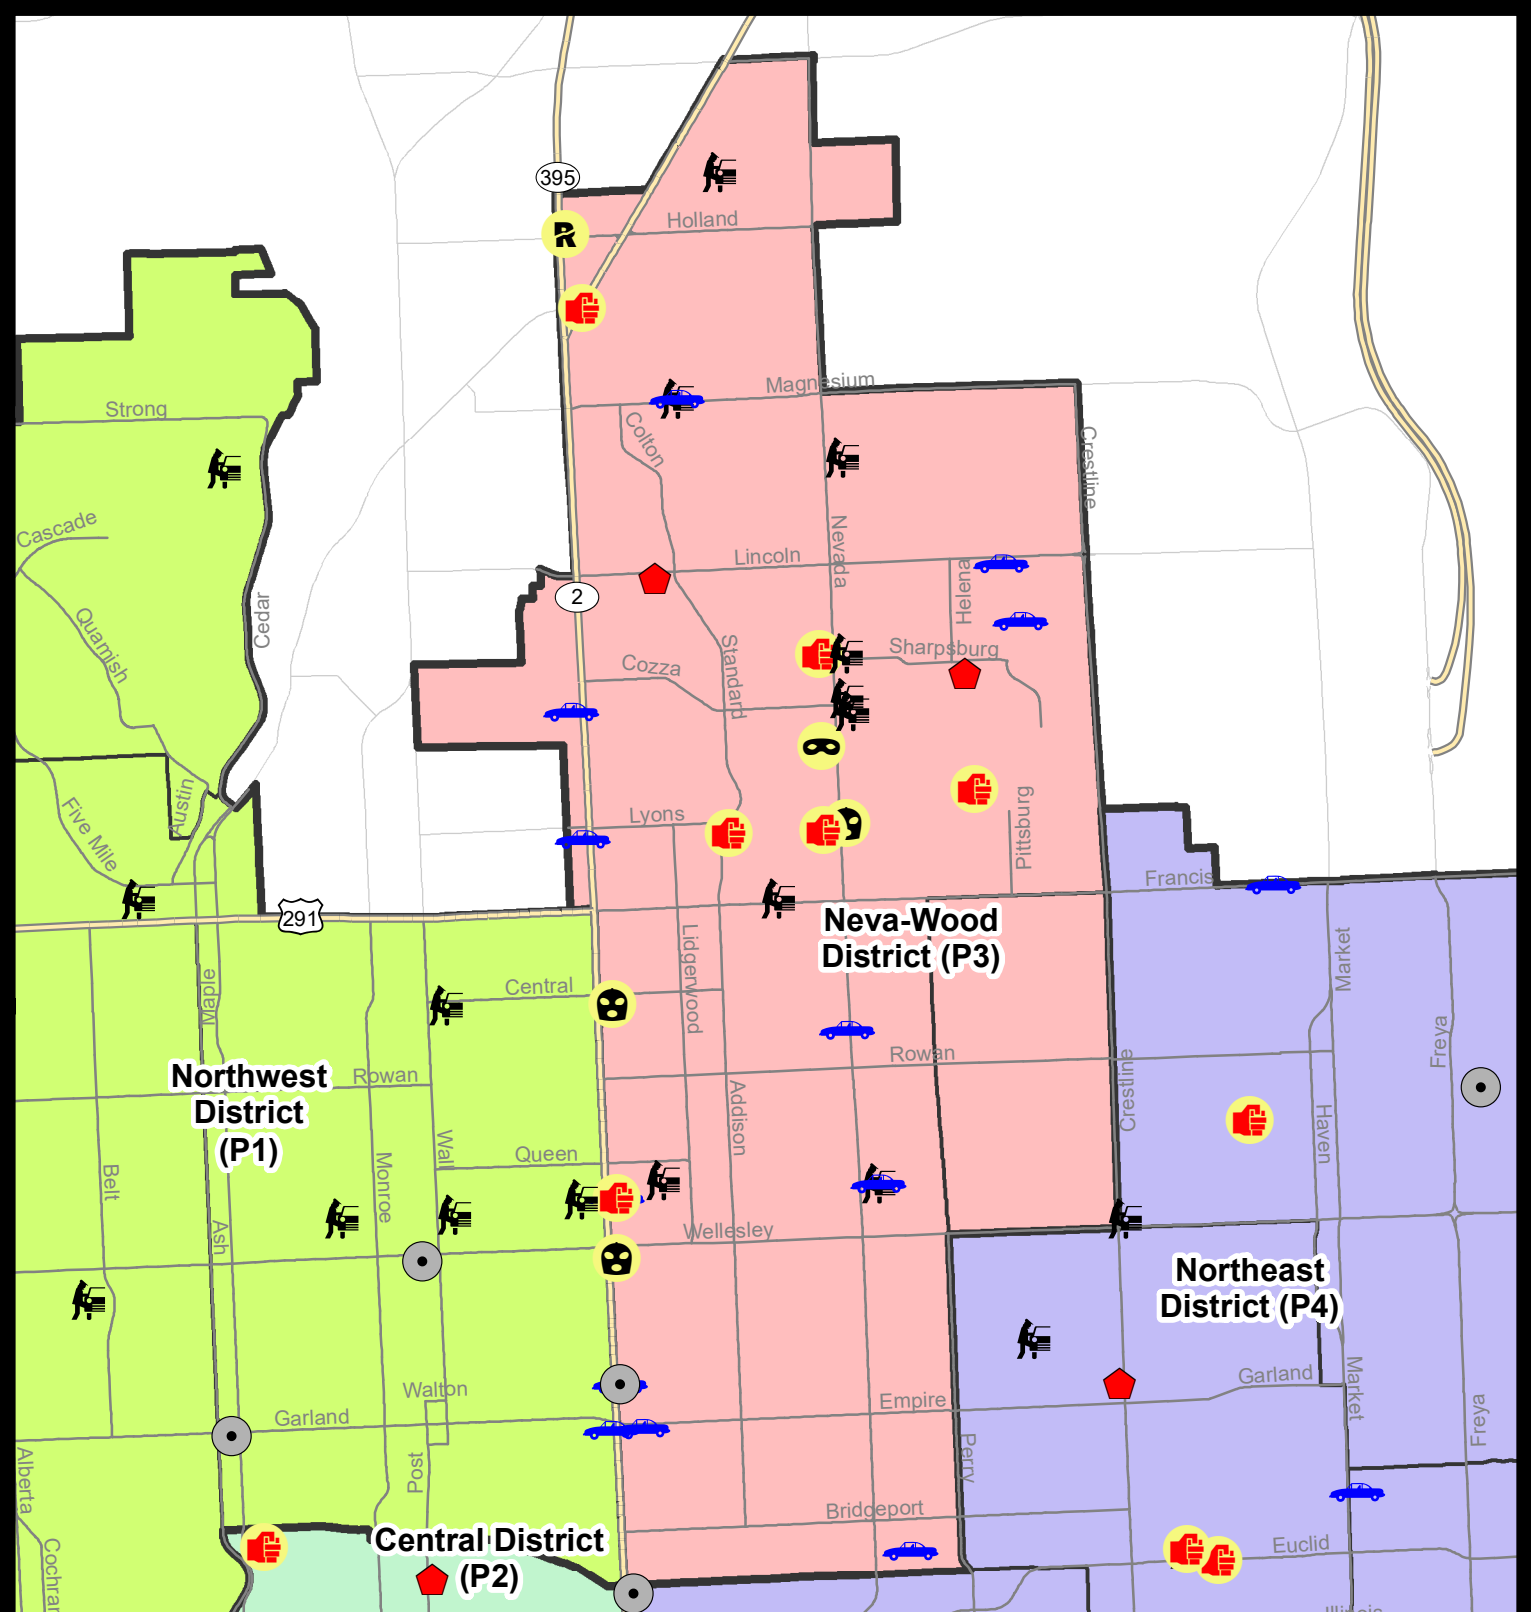 395
R
Holland
Magnesium
Strong
Colton
Crestline
Cascade
Nevada
Lincoln
Helena
2
Cedar
Quamish
Sharpsburg
Cozza
Standard
Austin
Five Mile
Lyons
Pittsburg
Francis
291
Neva-Wood
District (P3)
Lidgerwood
Market
Maple
Central
Freya
Rowan
Northwest
District
(P1)
Rowan
Crestline
Addison
Haven
Wall
Queen
Monroe
Belt
Ash
Wellesley
Northeast
District (P4)
Garland
Market
Walton
Empire
Garland
Freya
Perry
Post
Alberta
Bridgeport
Central District
(P2)
Euclid
Cochran